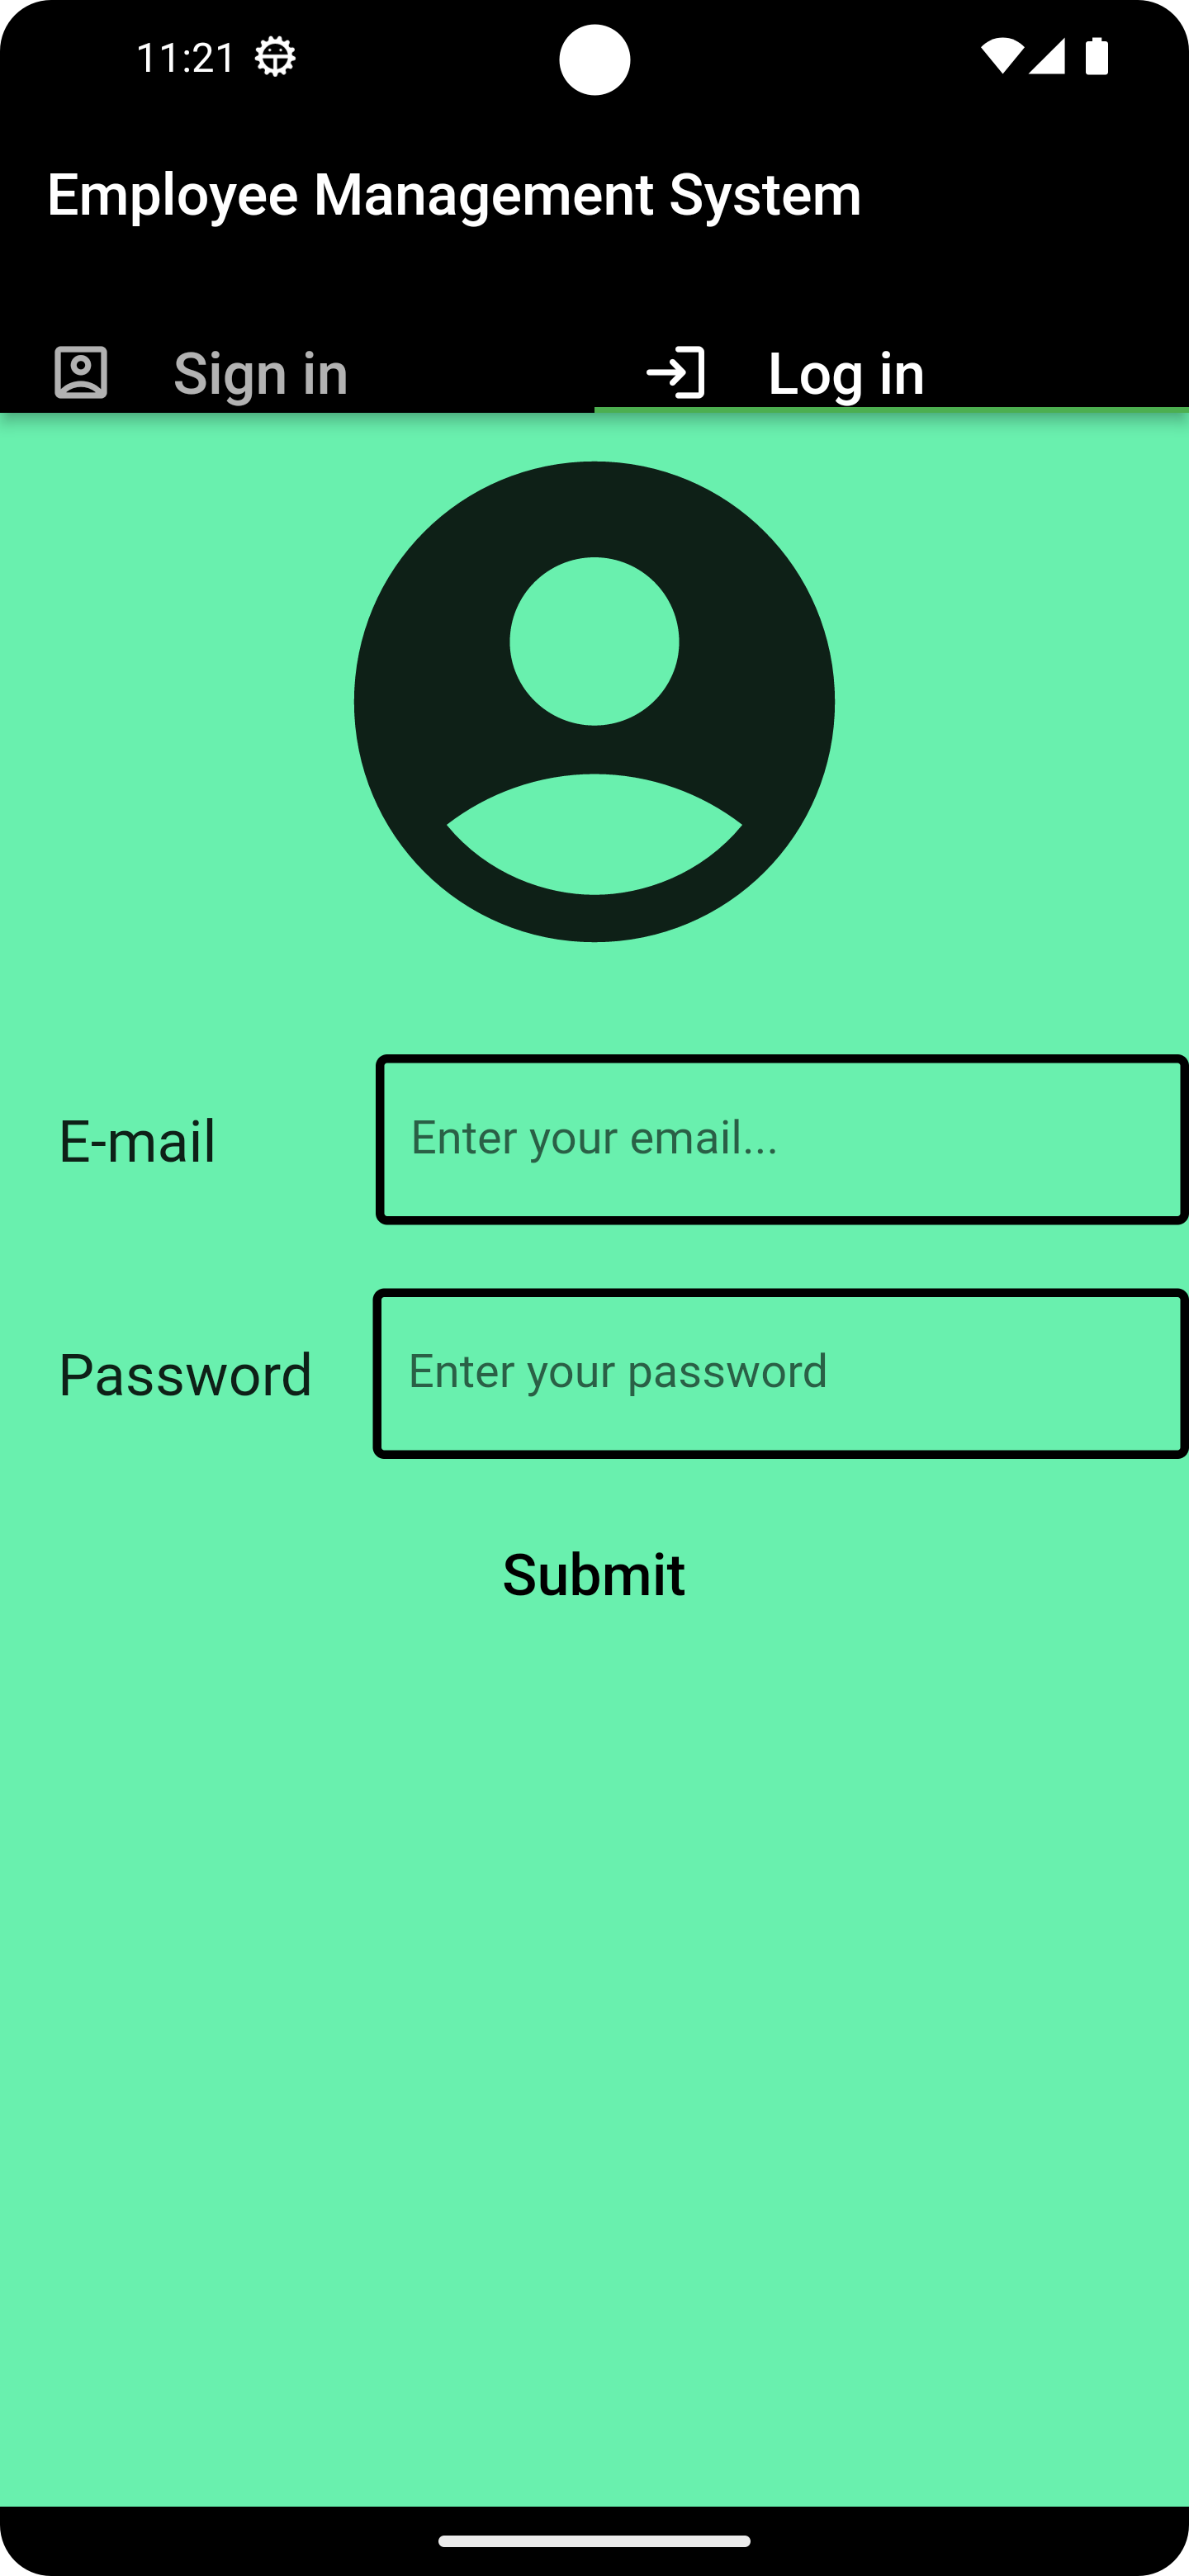 11:21
Employee Management System
Sign in
Log in
E-mail
Enter your email...
Password
Enter your password
Submit